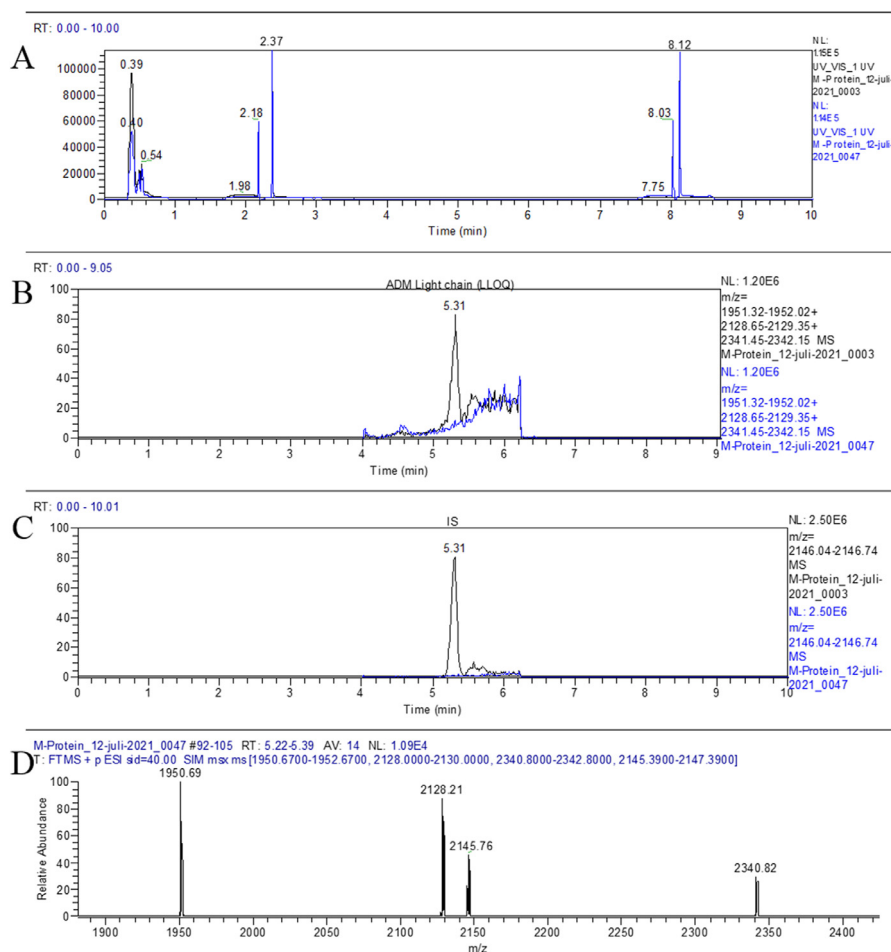 RT: 0.00 - 10.00
A
NL:
1.15E5
UV_VIS_1 UV
M-Protein_12-juli-
2021_0003
NL:
1.14E5
UV_VIS_1 UV
M-Protein_12-juli-
2021_0047
100000
80000
60000
40000
20000
0
0.39
0.40
0.54
1.98
2.18
2.37
7.75
8.03
8.12
0 1 2 3 4 5 6 7 8 9 10
Time (min)
RT: 0.00 - 9.05
B
ADM Light chain (LLOQ)
5.31
100
80
60
40
20
0
0 1 2 3 4 5 6 7 8 9
Time (min)
NL: 1.20E6
m/z=
1951.32-1952.02+
2128.65-2129.35+
2341.45-2342.15 MS
M-Protein_12-juli-2021_0003
NL: 1.20E6
m/z=
1951.32-1952.02+
2128.65-2129.35+
2341.45-2342.15 MS
M-Protein_12-juli-2021_0047
RT: 0.00 - 10.01
C
IS
5.31
100
80
60
40
20
0
0 1 2 3 4 5 6 7 8 9 10
Time (min)
NL: 2.50E6
m/z=
2146.04-2146.74
MS
M-Protein_12-juli-
2021_0003
NL: 2.50E6
m/z=
2146.04-2146.74
MS
M-Protein_12-juli-
2021_0047
D
M-Protein_12-juli-2021_0047 #92-105 RT: 5.22-5.39 AV: 14 NL: 1.09E4
T: FTMS + p ESI sid=40.00 SIM msx ms [1950.6700-1952.6700, 2128.0000-2130.0000, 2340.8000-2342.8000, 2145.3900-2147.3900]
1950.69
2128.21
2145.76
2340.82
Relative Abundance
100
80
60
40
20
0
1900 1950 2000 2050 2100 2150 2200 2250 2300 2350 2400
m/z